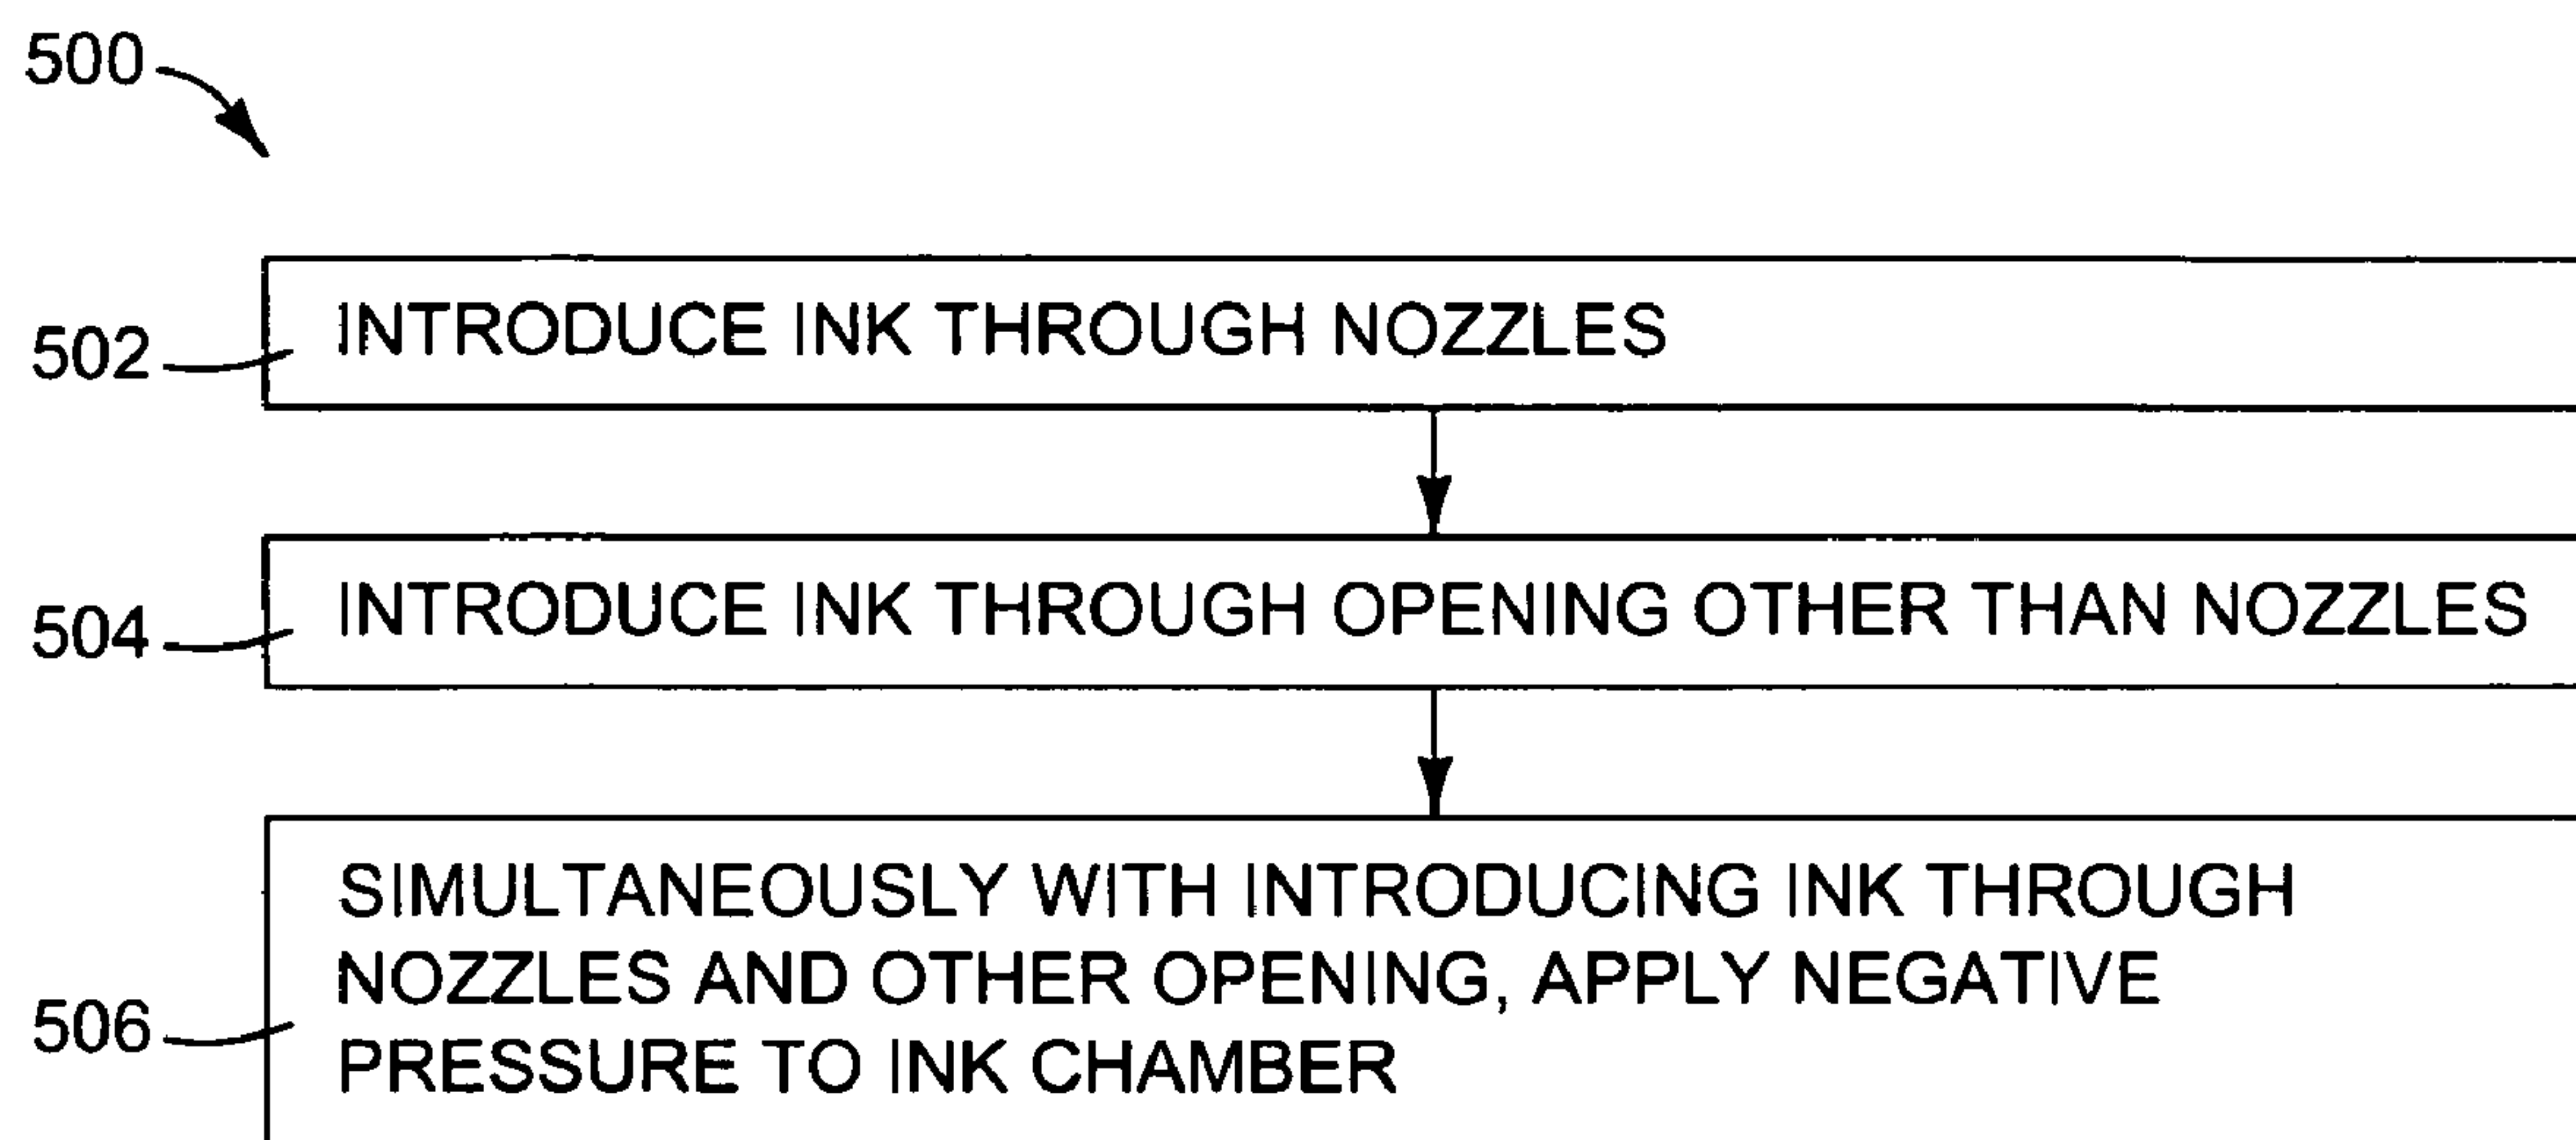 500
502 INTRODUCE INK THROUGH NOZZLES
504 INTRODUCE INK THROUGH OPENING OTHER THAN NOZZLES
SIMULTANEOUSLY WITH INTRODUCING INK THROUGH
NOZZLES AND OTHER OPENING, APPLY NEGATIVE
506
PRESSURE TO INK CHAMBER